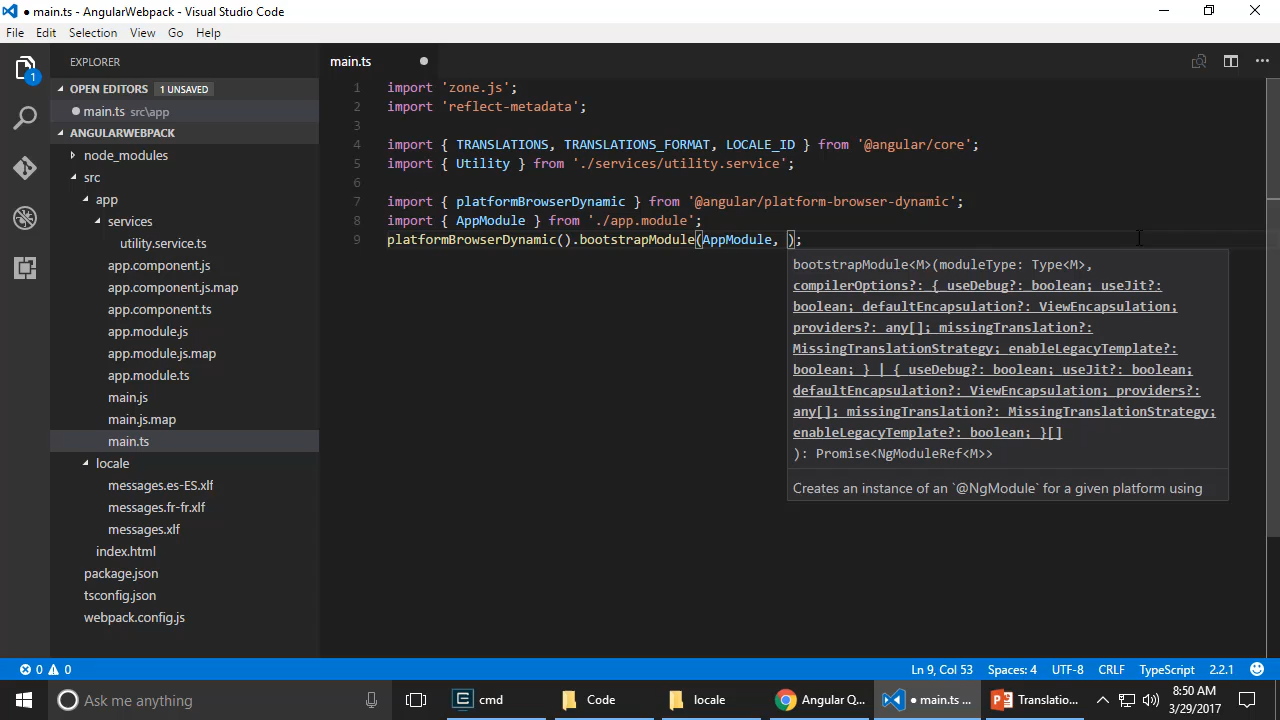 ● main.ts - AngularWebpack - Visual Studio Code
File Edit Selection View Go Help
EXPLORER
OPEN EDITORS 1 UNSAVED
● main.ts src\app
ANGULARWEBPACK
node_modules
src
app
services
utility.service.ts
app.component.js
app.component.js.map
app.component.ts
app.module.js
app.module.js.map
app.module.ts
main.js
main.js.map
main.ts
locale
messages.es-ES.xlf
messages.fr-fr.xlf
messages.xlf
index.html
package.json
tsconfig.json
webpack.config.js
1
main.ts ●
1 import 'zone.js';
2 import 'reflect-metadata';
3
4 import { TRANSLATIONS, TRANSLATIONS_FORMAT, LOCALE_ID } from '@angular/core';
5 import { Utility } from './services/utility.service';
6
7 import { platformBrowserDynamic } from '@angular/platform-browser-dynamic';
8 import { AppModule } from './app.module';
9 platformBrowserDynamic().bootstrapModule(AppModule, );
bootstrapModule<M>(moduleType: Type<M>,
compilerOptions?: { useDebug?: boolean; useJit?:
boolean; defaultEncapsulation?: ViewEncapsulation;
providers?: any[]; missingTranslation?:
MissingTranslationStrategy; enableLegacyTemplate?:
boolean; } | { useDebug?: boolean; useJit?: boolean;
defaultEncapsulation?: ViewEncapsulation; providers?:
any[]; missingTranslation?: MissingTranslationStrategy;
enableLegacyTemplate?: boolean; }[]
): Promise<NgModuleRef<M>>
Creates an instance of an `@NgModule` for a given platform using
0 0 Ln 9, Col 53 Spaces: 4 UTF-8 CRLF TypeScript 2.2.1
Ask me anything cmd Code locale Angular Q... ● main.ts ... Translatio... 8:50 AM
3/29/2017